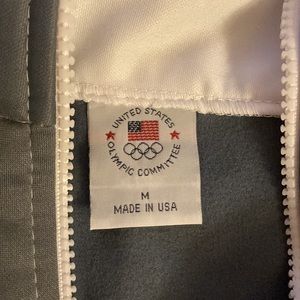 UNITED STATES
OLYMPIC COMMITTEE
M
MADE IN USA